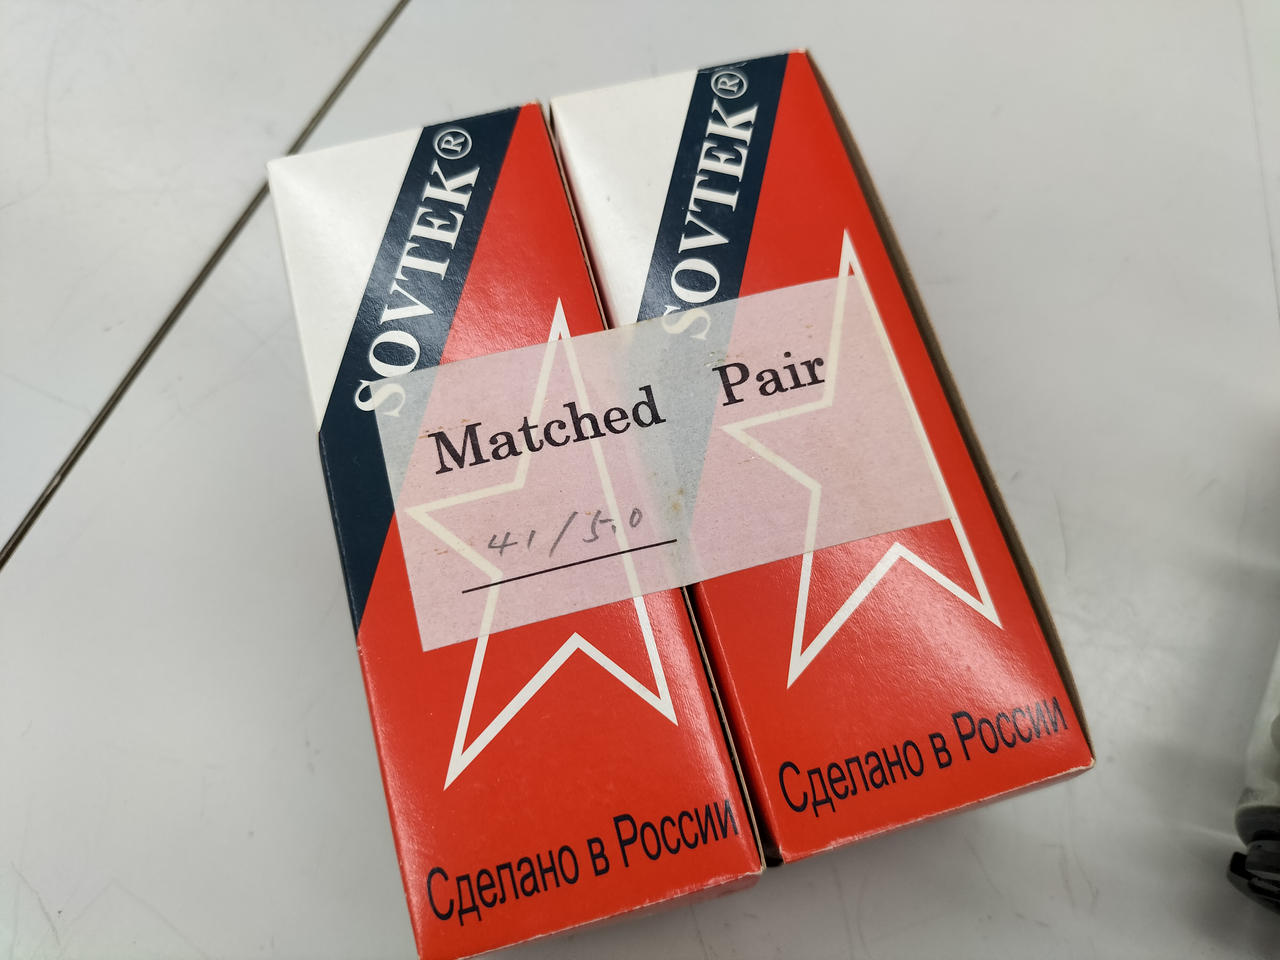 SOVTEK®
SOVTEK®
Matched Pair
41/5.0
Сделано в России
Сделано в России